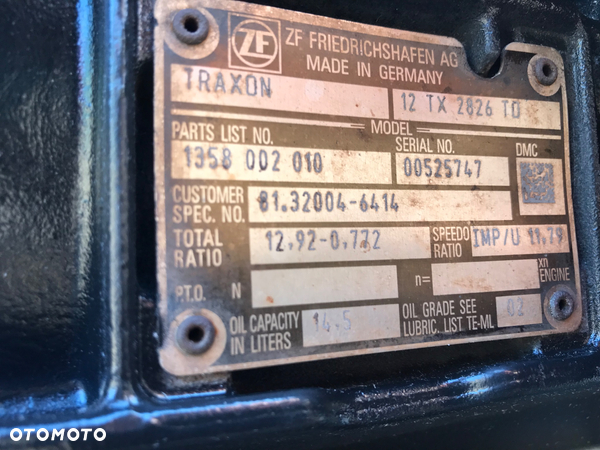 ZF FRIEDRICHSHAFEN AG
MADE IN GERMANY
TRAXON 12 TX 2826 TO
MODEL
PARTS LIST NO. 1358 002 010 SERIAL NO. 00525747 DMC
CUSTOMER SPEC. NO. 81.32004-6414
TOTAL RATIO 12,92-0,772 SPEEDO RATIO IMP/U 11.79
P.T.O. N n= xn ENGINE
OIL CAPACITY IN LITERS 14,5 OIL GRADE SEE LUBRIC. LIST TE-ML 02
OTOMOTO